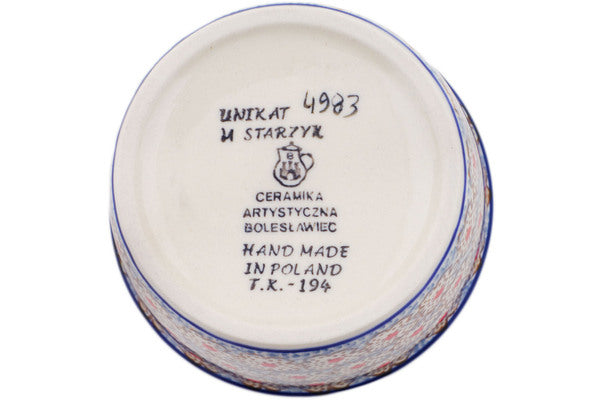 UNIKAT 4983
M STARZYK
B
CERAMIKA
ARTYSTYCZNA
BOLESŁAWIEC
HAND MADE
IN POLAND
T.K.-194